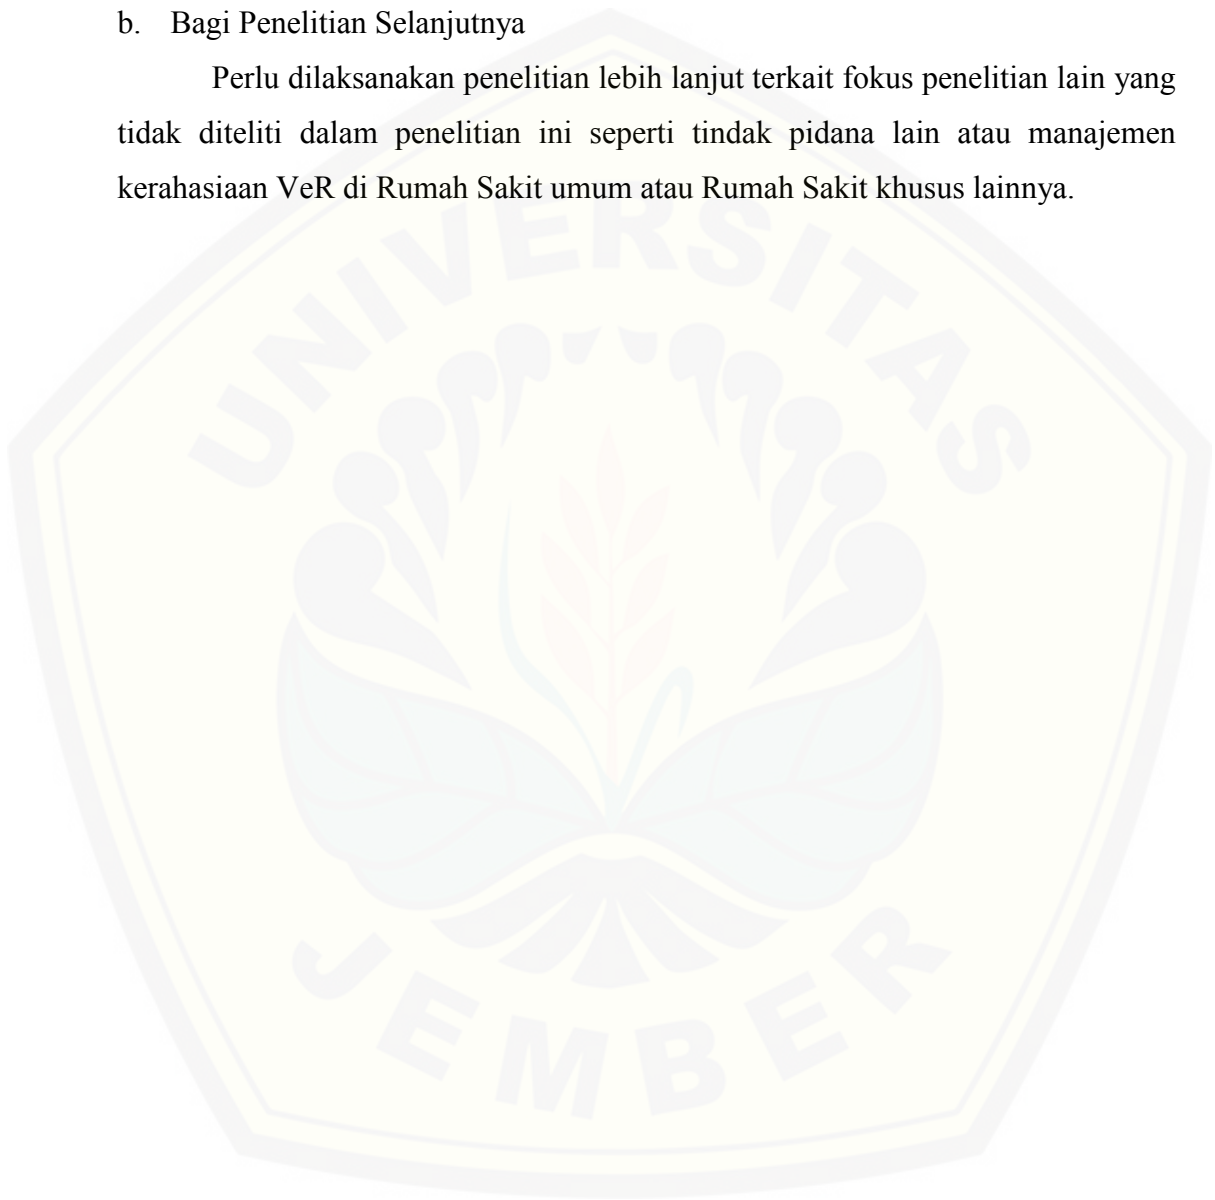 b. Bagi Penelitian Selanjutnya
Perlu dilaksanakan penelitian lebih lanjut terkait fokus penelitian lain yang
tidak diteliti dalam penelitian ini seperti tindak pidana lain atau manajemen
kerahasiaan VeR di Rumah Sakit umum atau Rumah Sakit khusus lainnya.
UNIVERSITAS
JEMBER